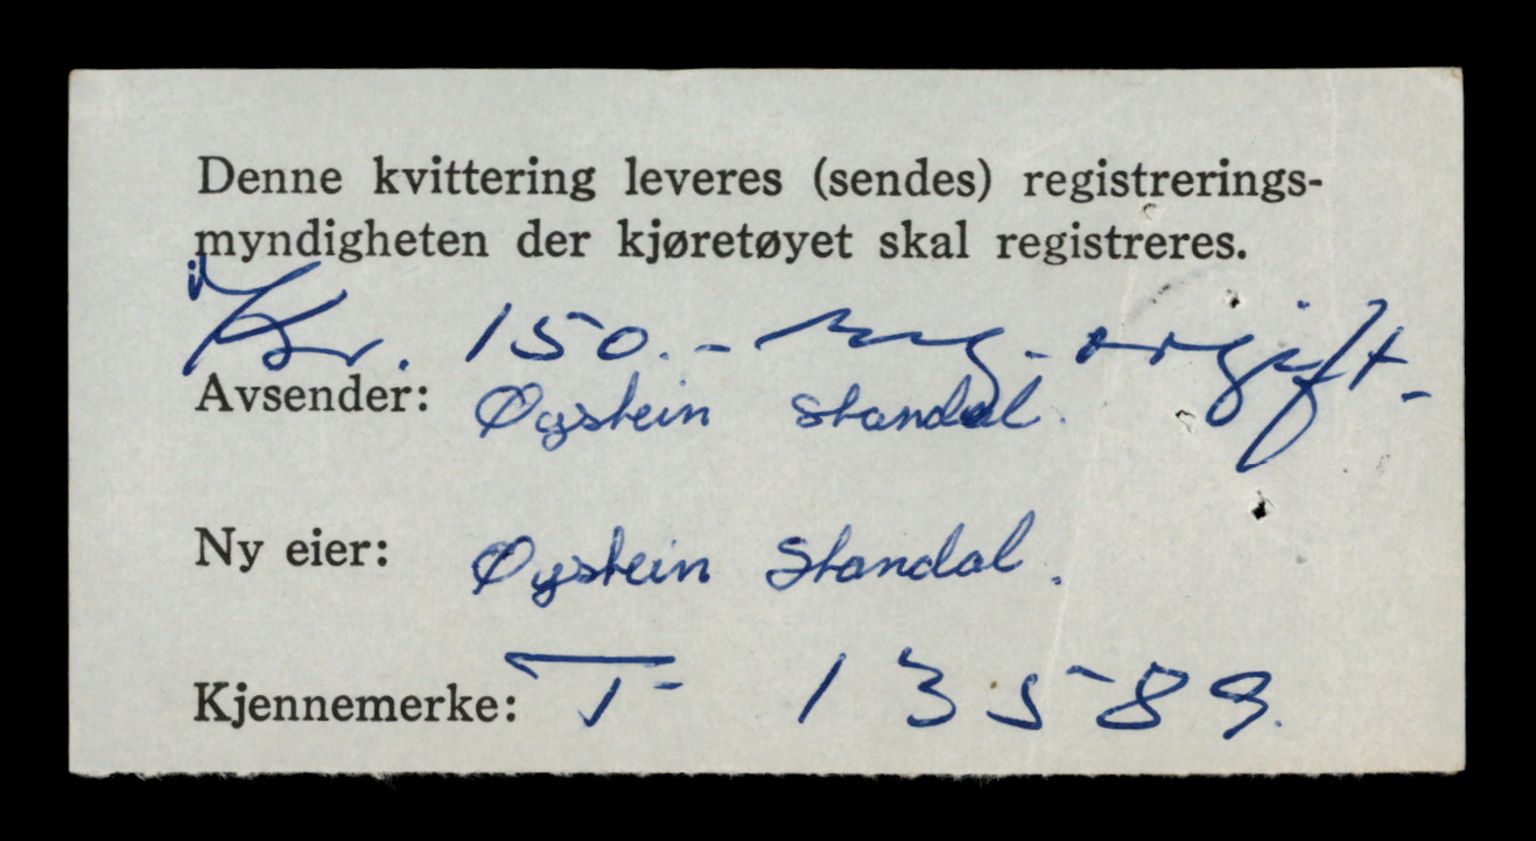 Denne kvittering leveres (sendes) registrerings-
myndigheten der kjøretøyet skal registreres.
Kr. 150.- avgift.
Avsender: Øystein Standal.
Ny eier: Øystein Standal.
Kjennemerke: T- 13589.